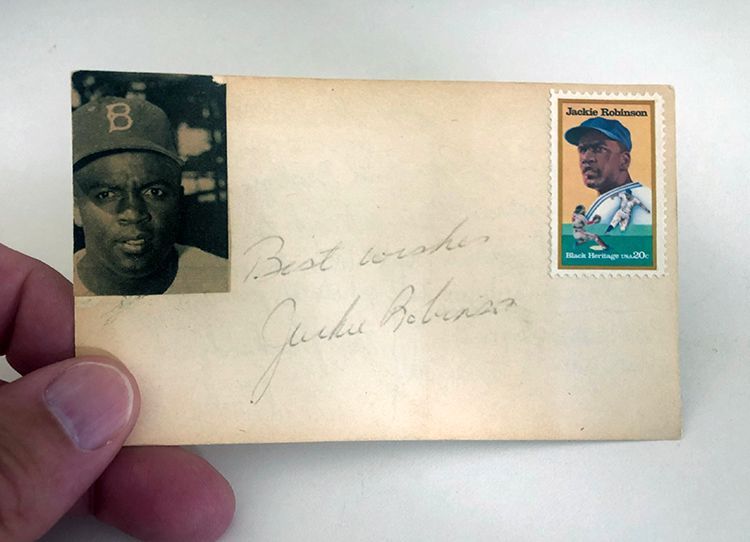 B
Jackie Robinson
Best wishes
Jackie Robinson
Black Heritage USA 20c